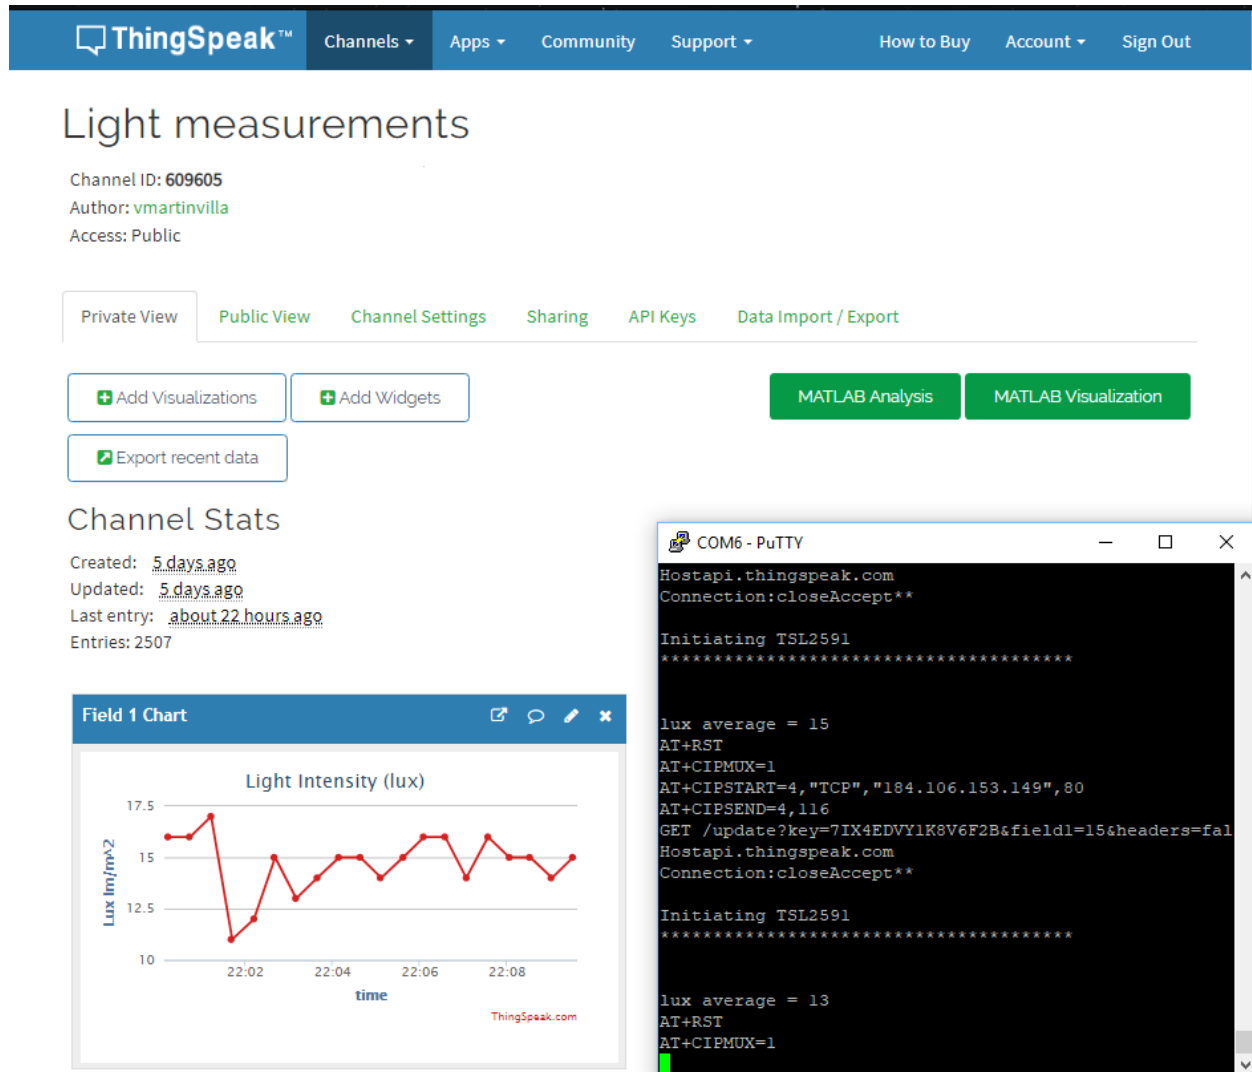 ThingSpeak™ Channels Apps Community Support How to Buy Account Sign Out
Light measurements
Channel ID: 609605
Author: vmartinvilla
Access: Public
Private View Public View Channel Settings Sharing API Keys Data Import / Export
Add Visualizations Add Widgets MATLAB Analysis MATLAB Visualization
Export recent data
Channel Stats
Created: 5 days ago
Updated: 5 days ago
Last entry: about 22 hours ago
Entries: 2507
Field 1 Chart
Light Intensity (lux)
Lux lm/m^2
17.5
15
12.5
10
22:02 22:04 22:06 22:08
time
ThingSpeak.com
COM6 - PuTTY
Hostapi.thingspeak.com
Connection:closeAccept**
Initiating TSL2591
***************************************
lux average = 15
AT+RST
AT+CIPMUX=1
AT+CIPSTART=4,"TCP","184.106.153.149",80
AT+CIPSEND=4,116
GET /update?key=7IX4EDVY1K8V6F2B&field1=15&headers=fal
Hostapi.thingspeak.com
Connection:closeAccept**
Initiating TSL2591
***************************************
lux average = 13
AT+RST
AT+CIPMUX=1